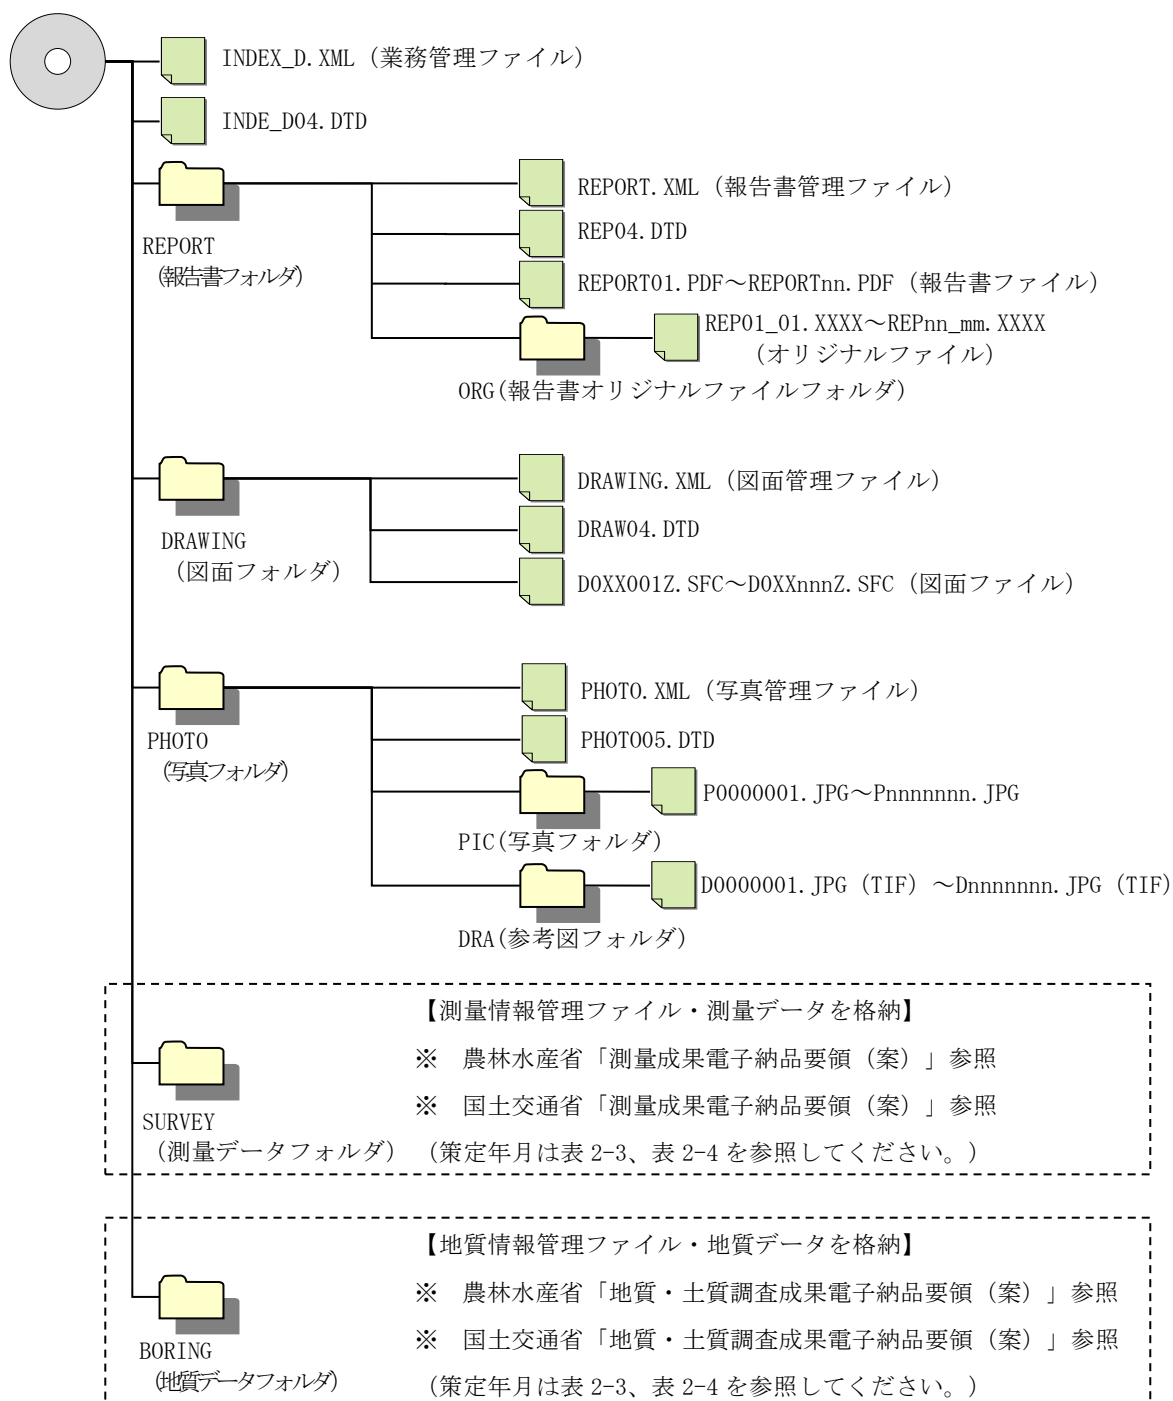 INDEX_D.XML(業務管理ファイル)
INDE_D04.DTD
REPORT
(報告書フォルダ)
REPORT.XML(報告書管理ファイル)
REP04.DTD
REPORT01.PDF～REPORTnn.PDF(報告書ファイル)
REP01_01.XXXX～REPnn_mm.XXXX
(オリジナルファイル)
ORG(報告書オリジナルファイルフォルダ)
DRAWING
(図面フォルダ)
DRAWING.XML(図面管理ファイル)
DRAW04.DTD
D0XX001Z.SFC～D0XXnnnZ.SFC(図面ファイル)
PHOTO
(写真フォルダ)
PHOTO.XML(写真管理ファイル)
PHOTO05.DTD
P0000001.JPG～Pnnnnnnn.JPG
PIC(写真フォルダ)
D0000001.JPG(TIF)～Dnnnnnnn.JPG(TIF)
DRA(参考図フォルダ)
【測量情報管理ファイル・測量データを格納】
※ 農林水産省「測量成果電子納品要領(案)」参照
※ 国土交通省「測量成果電子納品要領(案)」参照
SURVEY
(測量データフォルダ)
(策定年月は表 2-3、表 2-4 を参照してください。)
【地質情報管理ファイル・地質データを格納】
※ 農林水産省「地質・土質調査成果電子納品要領(案)」参照
※ 国土交通省「地質・土質調査成果電子納品要領(案)」参照
BORING
(地質データフォルダ)
(策定年月は表 2-3、表 2-4 を参照してください。)